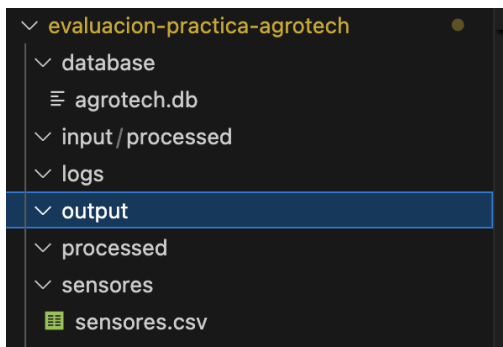 evaluacion-practica-agrotech
database
agrotech.db
input/processed
logs
output
processed
sensores
sensores.csv